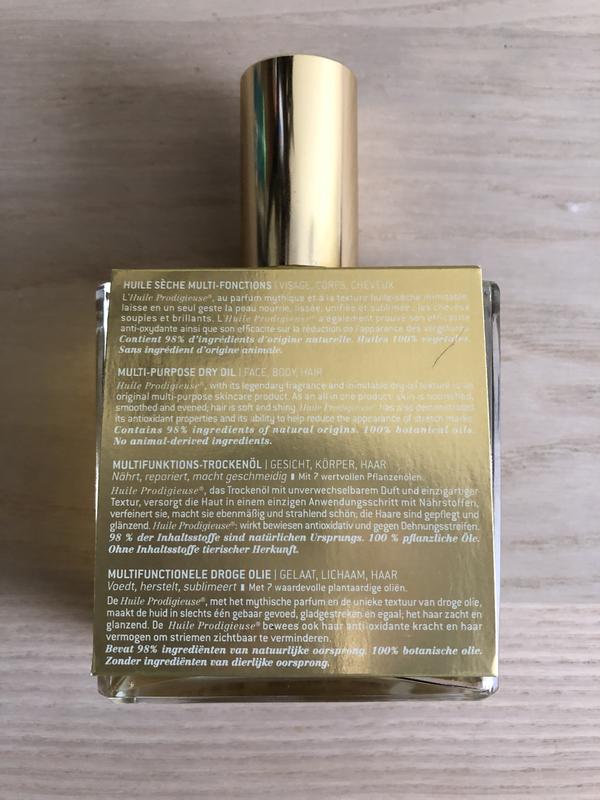 HUILE SÈCHE MULTI-FONCTIONS | VISAGE, CORPS, CHEVEUX
L'Huile Prodigieuse®, au parfum mythique et à la texture huile-sèche inimitable,
laisse en un seul geste la peau nourrie, lissée, unifiée et sublimée ; les cheveux
souples et brillants. L'Huile Prodigieuse® a également prouvé son efficacité
anti-oxydante ainsi que son efficacité sur la réduction de l'apparence des vergetures.
Contient 98% d'ingrédients d'origine naturelle. Huiles 100% végétales.
Sans ingrédient d'origine animale.
MULTI-PURPOSE DRY OIL | FACE, BODY, HAIR
Huile Prodigieuse®, with its legendary fragrance and inimitable dry-oil texture is an
original multi-purpose skincare product. As an all in one product: skin is nourished,
smoothed and evened; hair is soft and shiny. Huile Prodigieuse® has also demonstrated
its antioxidant properties and its ability to help reduce the appearance of stretch marks.
Contains 98% ingredients of natural origins. 100% botanical oils.
No animal-derived ingredients.
MULTIFUNKTIONS-TROCKENÖL | GESICHT, KÖRPER, HAAR
Nährt, repariert, macht geschmeidig ▮ Mit 7 wertvollen Pflanzenölen.
Huile Prodigieuse®, das Trockenöl mit unverwechselbarem Duft und einzigartiger
Textur, versorgt die Haut in einem einzigen Anwendungsschritt mit Nährstoffen,
verfeinert sie, macht sie ebenmäßig und strahlend schön; die Haare sind gepflegt und
glänzend. Huile Prodigieuse®: wirkt bewiesen antioxidativ und gegen Dehnungsstreifen.
98 % der Inhaltsstoffe sind natürlichen Ursprungs. 100 % pflanzliche Öle.
Ohne Inhaltsstoffe tierischer Herkunft.
MULTIFUNCTIONELE DROGE OLIE | GELAAT, LICHAAM, HAAR
Voedt, herstelt, sublimeert ▮ Met 7 waardevolle plantaardige oliën.
De Huile Prodigieuse®, met het mythische parfum en de unieke textuur van droge olie,
maakt de huid in slechts één gebaar gevoed, gladgestreken en egaal; het haar zacht en
glanzend. De Huile Prodigieuse® bewees ook haar anti-oxidante kracht en haar
vermogen om striemen zichtbaar te verminderen.
Bevat 98% ingrediënten van natuurlijke oorsprong. 100% botanische olie.
Zonder ingrediënten van dierlijke oorsprong.